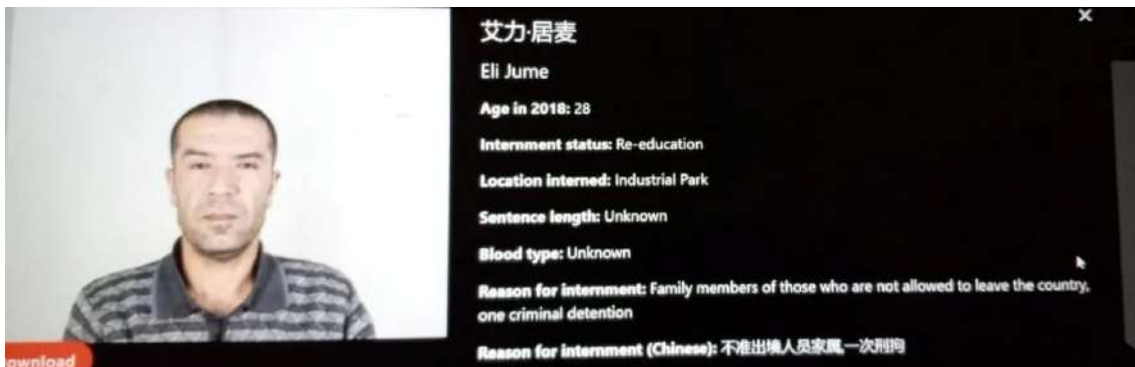 艾力·居麦
Eli Jume
Age in 2018: 28
Internment status: Re-education
Location interned: Industrial Park
Sentence length: Unknown
Blood type: Unknown
Reason for internment: Family members of those who are not allowed to leave the country,
one criminal detention
Reason for internment (Chinese): 不准出境人员家属,一次刑拘
ownload